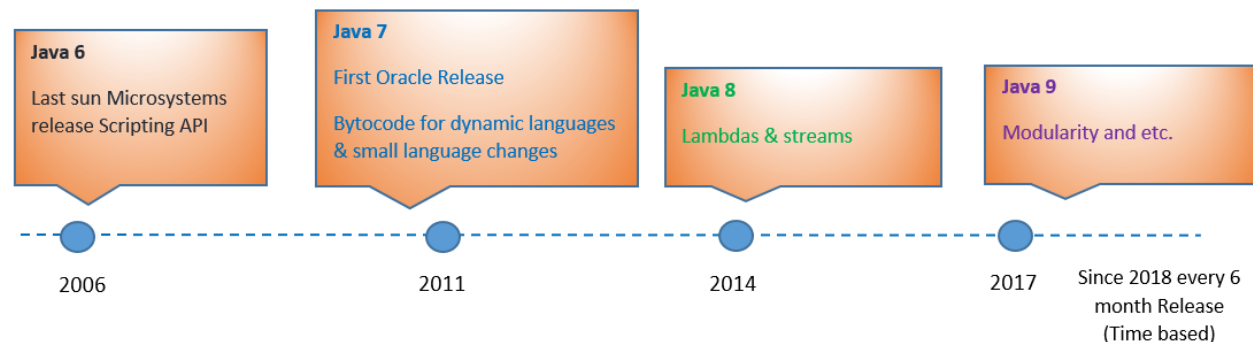 Java 6
Last sun Microsystems
release Scripting API
Java 7
First Oracle Release
Bytocode for dynamic languages
& small language changes
Java 8
Lambdas & streams
Java 9
Modularity and etc.
2006
2011
2014
2017
Since 2018 every 6
month Release
(Time based)